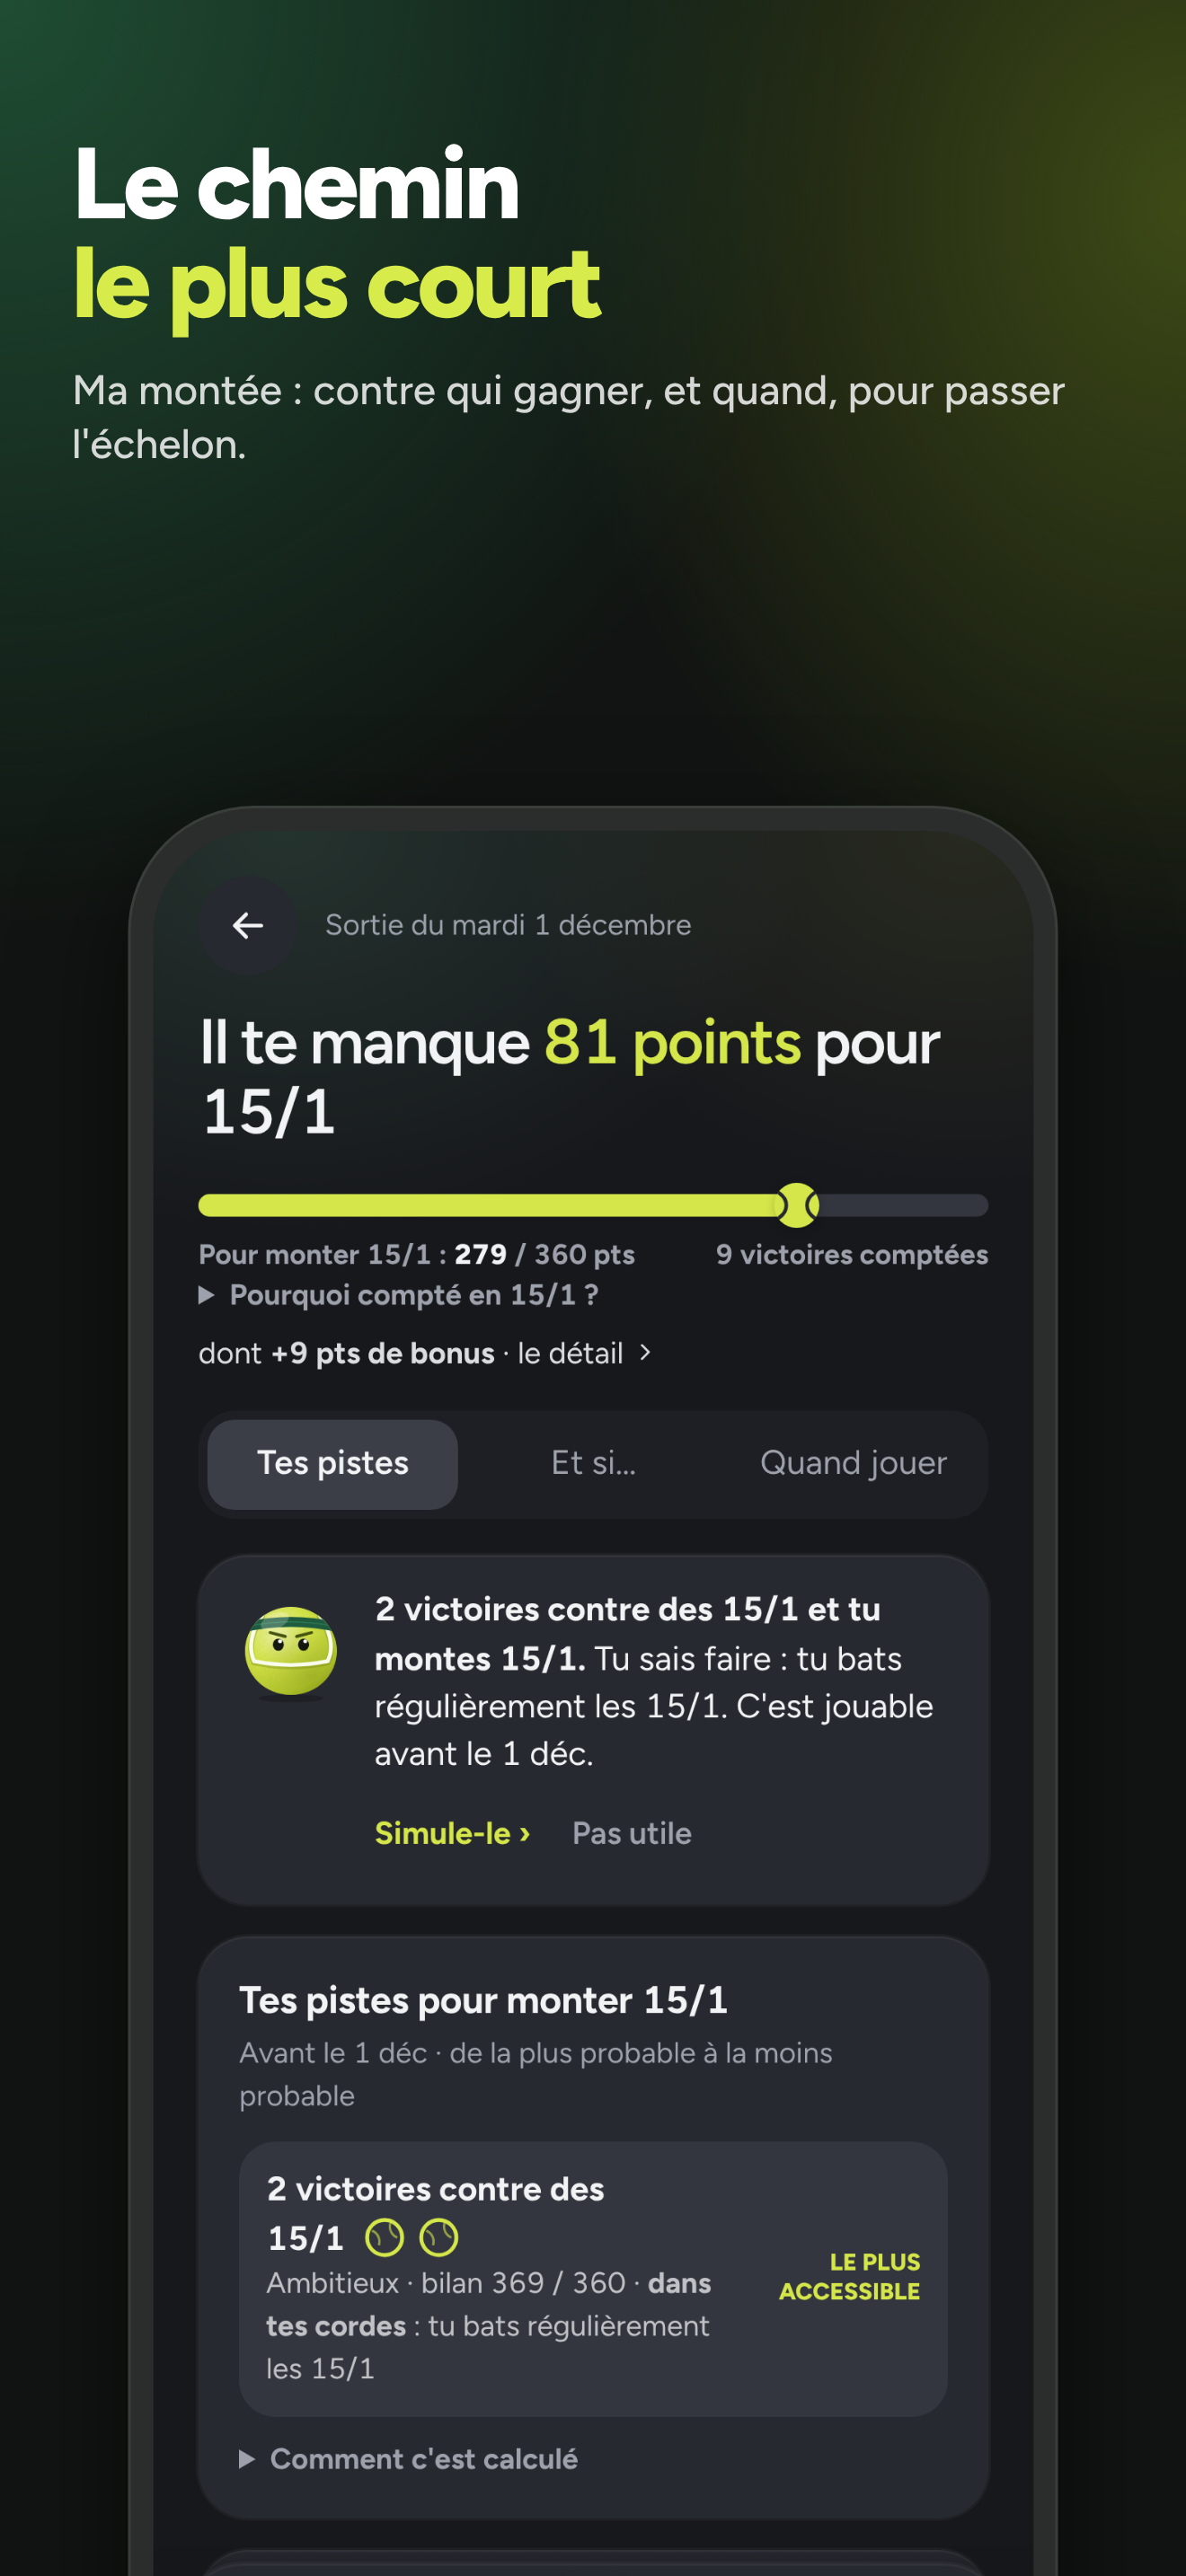 Le chemin
le plus court
Ma montée : contre qui gagner, et quand, pour passer
l'échelon.
Sortie du mardi 1 décembre
Il te manque 81 points pour
15/1
Pour monter 15/1 : 279 / 360 pts
9 victoires comptées
▶ Pourquoi compté en 15/1 ?
dont +9 pts de bonus · le détail ›
Tes pistes
Et si...
Quand jouer
2 victoires contre des 15/1 et tu
montes 15/1. Tu sais faire : tu bats
régulièrement les 15/1. C'est jouable
avant le 1 déc.
Simule-le ›
Pas utile
Tes pistes pour monter 15/1
Avant le 1 déc · de la plus probable à la moins
probable
2 victoires contre des
15/1
Ambitieux · bilan 369 / 360 · dans
tes cordes : tu bats régulièrement
les 15/1
LE PLUS
ACCESSIBLE
▶ Comment c'est calculé